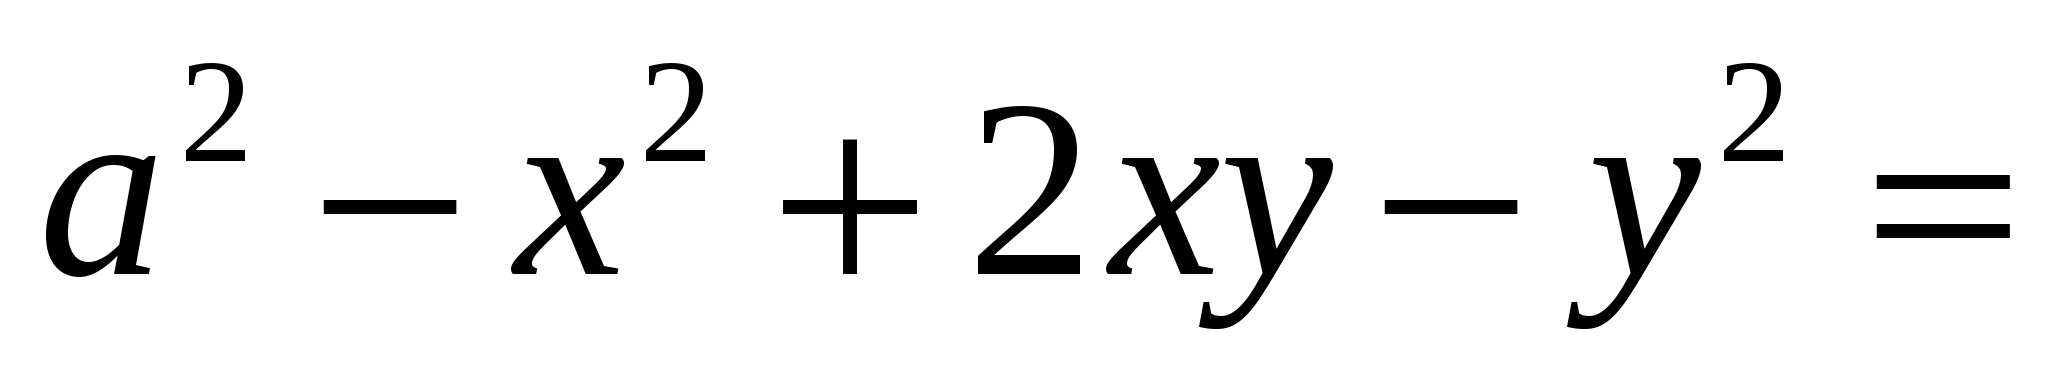 a² − x² + 2xy − y² =